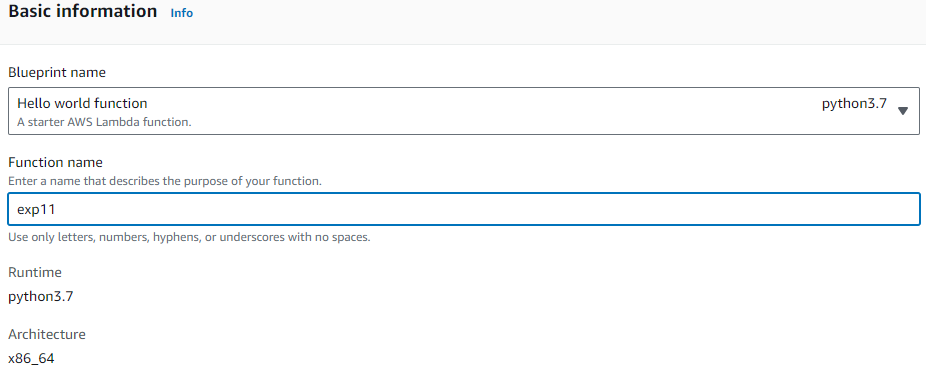 Basic information Info
Blueprint name
Hello world function python3.7
A starter AWS Lambda function.
Function name
Enter a name that describes the purpose of your function.
exp11
Use only letters, numbers, hyphens, or underscores with no spaces.
Runtime
python3.7
Architecture
x86_64